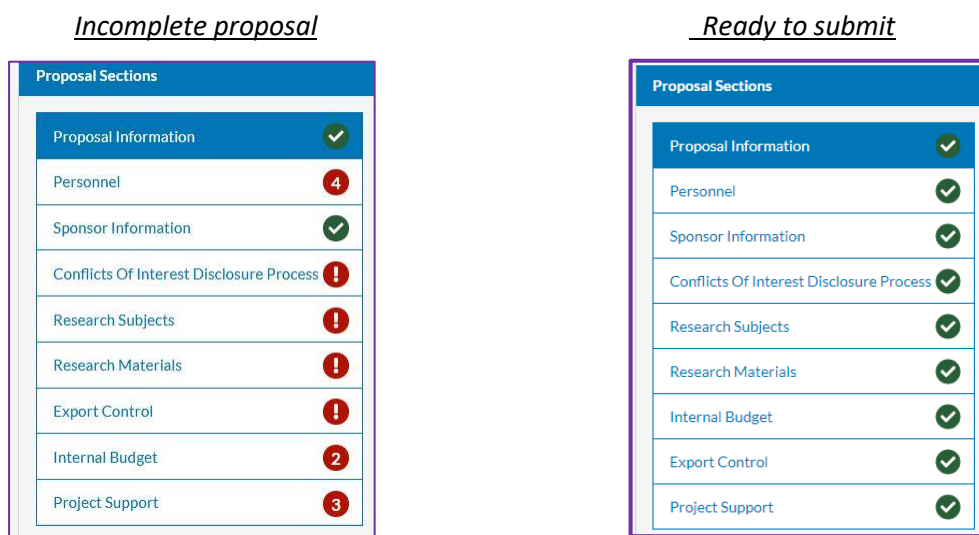 Incomplete proposal
Proposal Sections
Proposal Information
Personnel 4
Sponsor Information
Conflicts Of Interest Disclosure Process !
Research Subjects !
Research Materials !
Export Control !
Internal Budget 2
Project Support 3
Ready to submit
Proposal Sections
Proposal Information
Personnel
Sponsor Information
Conflicts Of Interest Disclosure Process
Research Subjects
Research Materials
Internal Budget
Export Control
Project Support